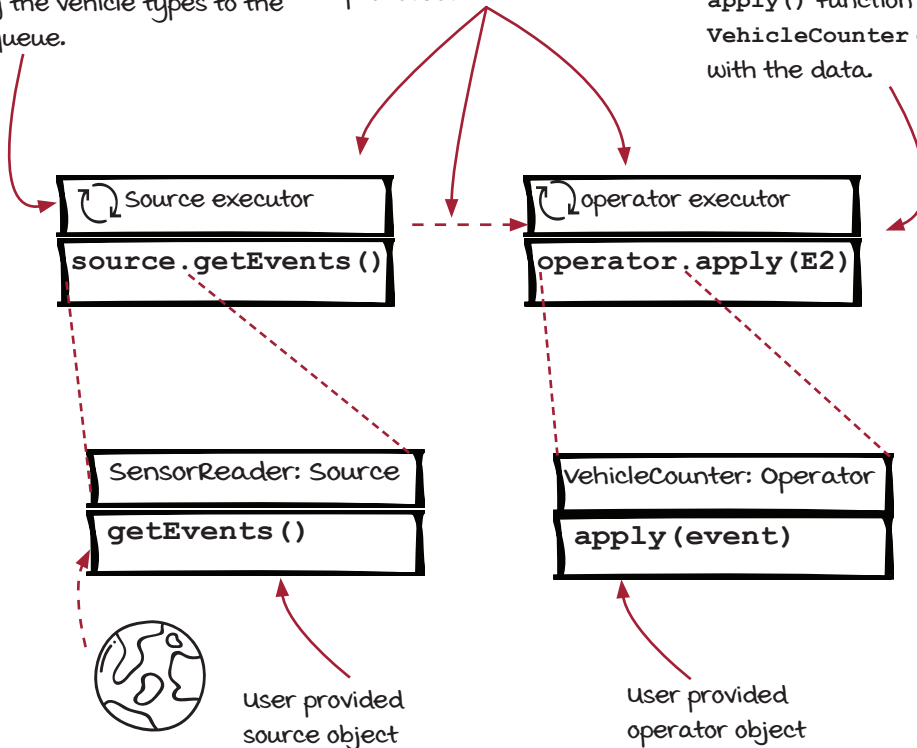 the vehicle types to the
queue.
apply() function
VehicleCounter
with the data.
Source executor
operator executor
source.getEvents()
operator.apply(E2)
SensorReader: Source
VehicleCounter: Operator
getEvents()
apply(event)
User provided
source object
User provided
operator object